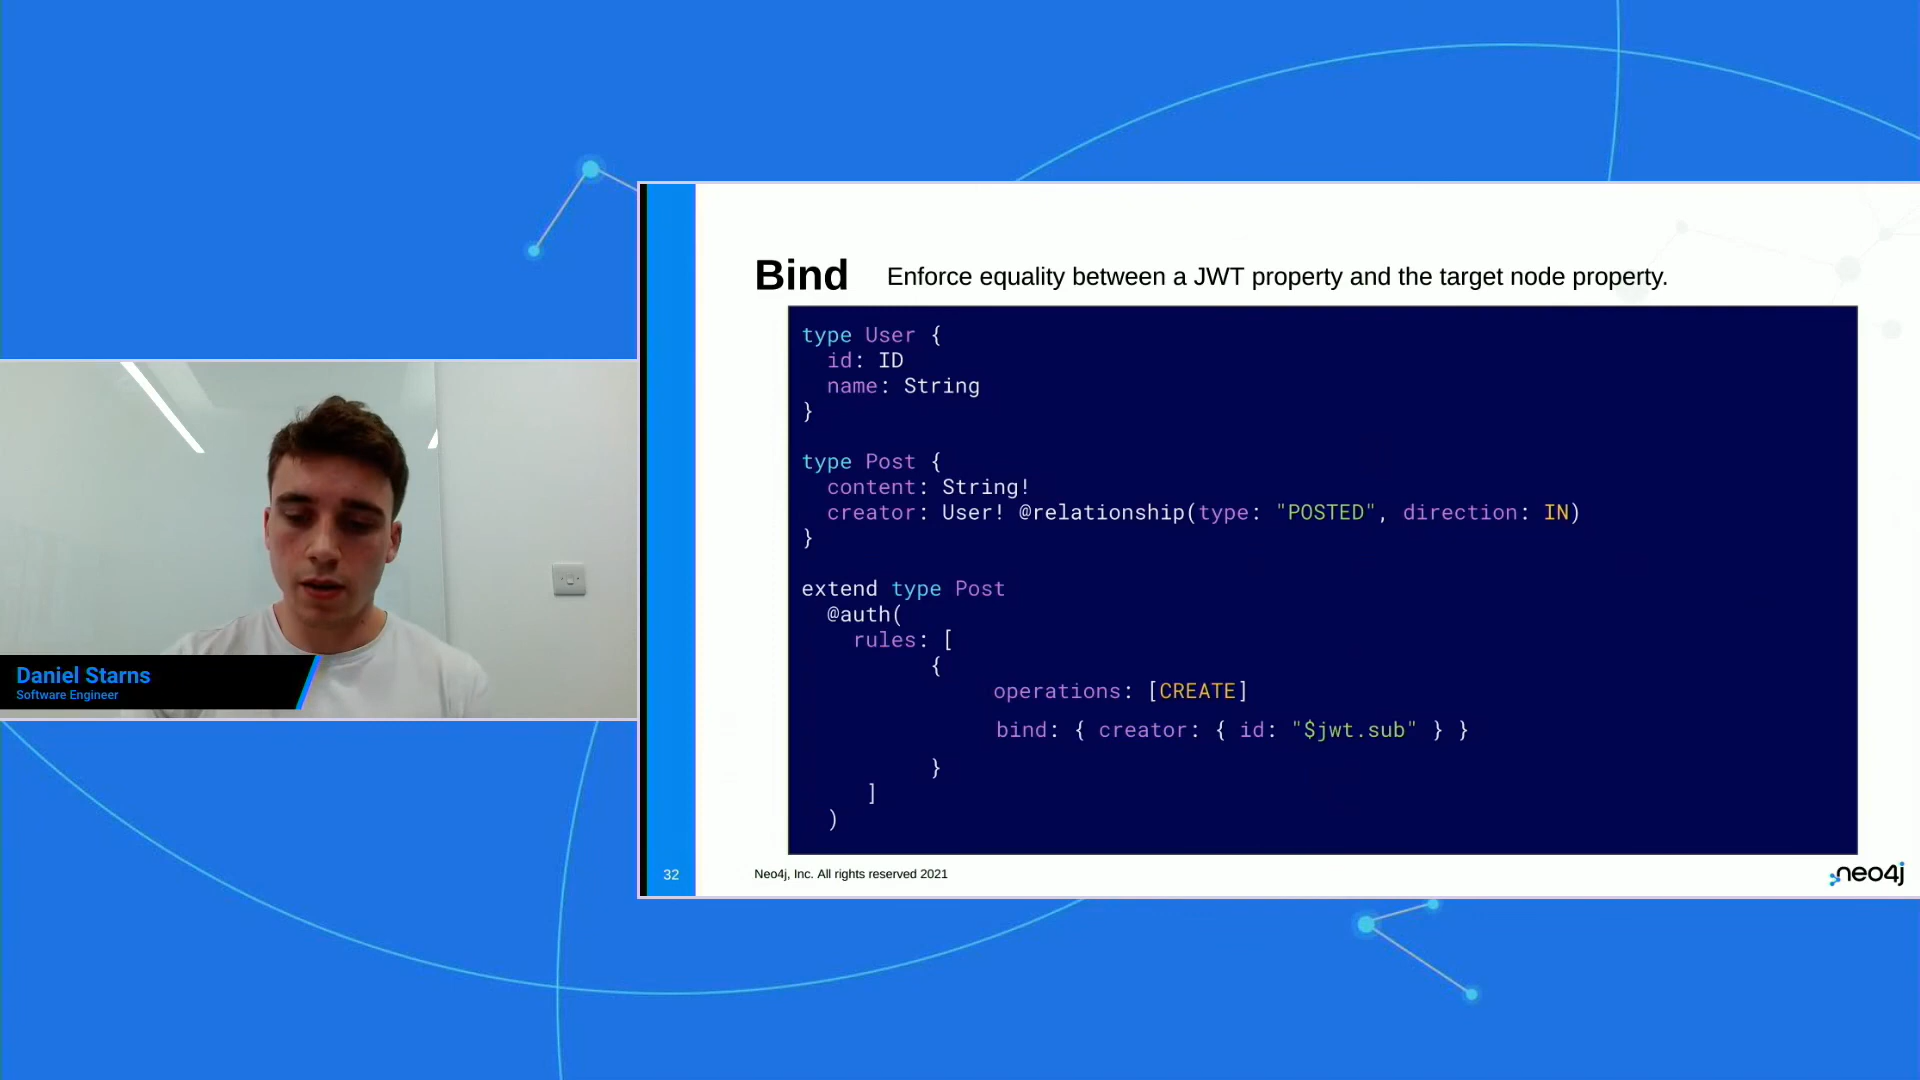 Bind Enforce equality between a JWT property and the target node property.
type User {
id: ID
name: String
}
type Post {
content: String!
creator: User! @relationship(type: "POSTED", direction: IN)
}
extend type Post
@auth(
rules: [
{
operations: [CREATE]
bind: { creator: { id: "$jwt.sub" } }
}
]
)
32
Neo4j, Inc. All rights reserved 2021
neo4j
Daniel Starns
Software Engineer